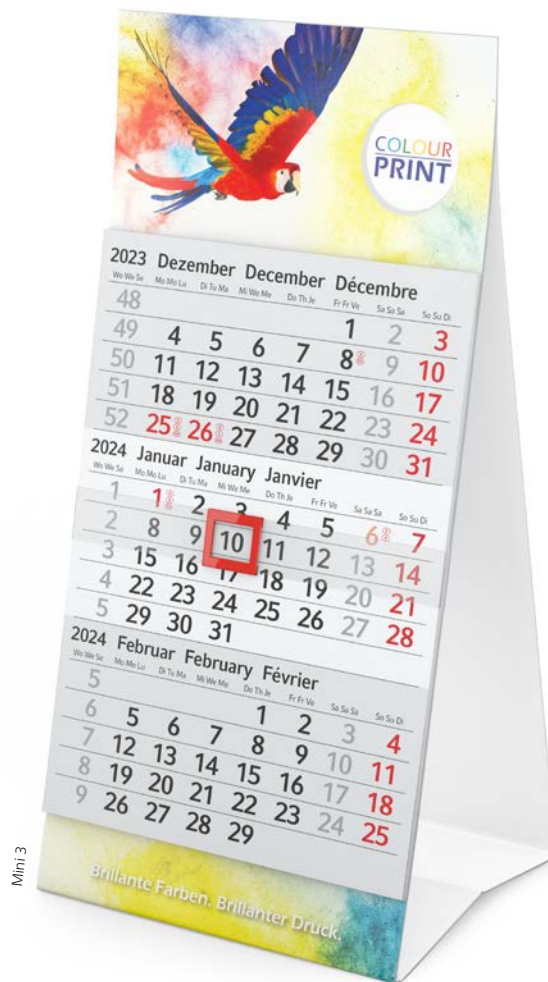 COLOUR
PRINT
2023 Dezember December Décembre
Wo We Se Mo Mo Lu Di Tu Ma Mi We Me Do Th Je Fr Fr Ve Sa Sa Sa So Su Di
48 1 2 3
49 4 5 6 7 8 9 10
50 11 12 13 14 15 16 17
51 18 19 20 21 22 23 24
52 25 26 27 28 29 30 31
2024 Januar January Janvier
Wo We Se Mo Mo Lu Di Tu Ma Mi We Me Do Th Je Fr Fr Ve Sa Sa Sa So Su Di
1 1 2 3 4 5 6 7
2 8 9 10 11 12 13 14
3 15 16 17 18 19 20 21
4 22 23 24 25 26 27 28
5 29 30 31
2024 Februar February Février
Wo We Se Mo Mo Lu Di Tu Ma Mi We Me Do Th Je Fr Fr Ve Sa Sa Sa So Su Di
5 1 2 3 4
6 5 6 7 8 9 10 11
7 12 13 14 15 16 17 18
8 19 20 21 22 23 24 25
9 26 27 28 29
Brillante Farben. Brillanter Druck.
Mini 3